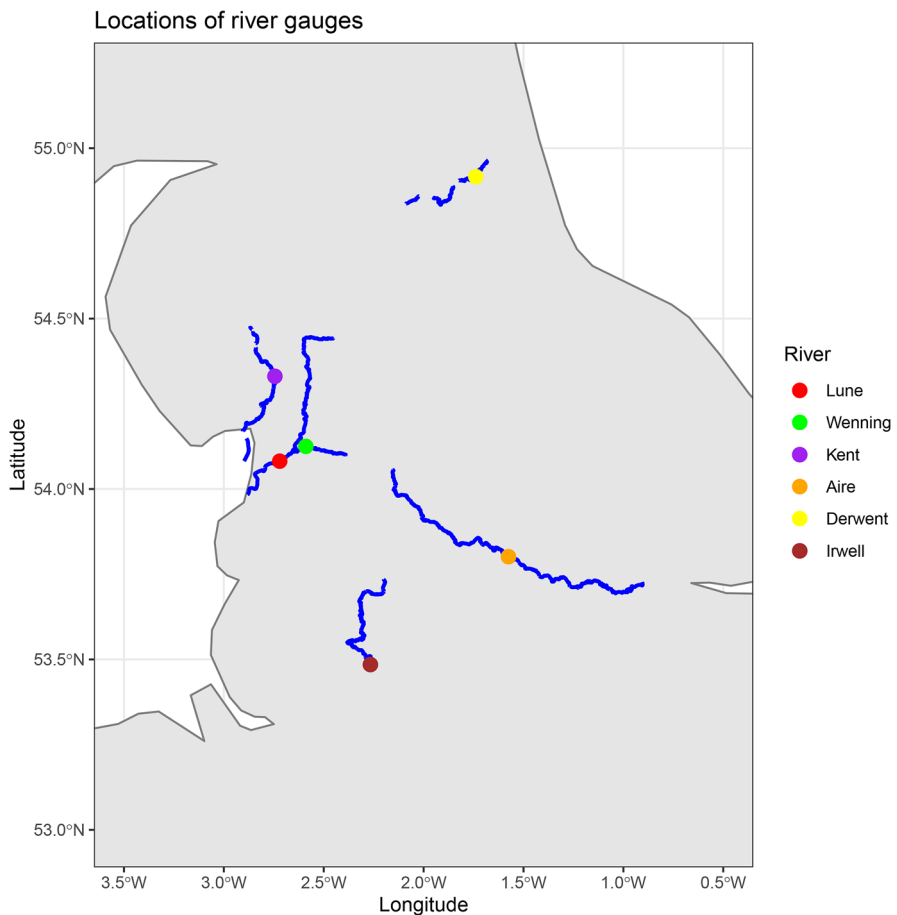 Locations of river gauges
55.0°N
54.5°N
54.0°N
53.5°N
53.0°N
Latitude
3.5°W
3.0°W
2.5°W
2.0°W
1.5°W
1.0°W
0.5°W
Longitude
River
Lune
Wenning
Kent
Aire
Derwent
Irwell